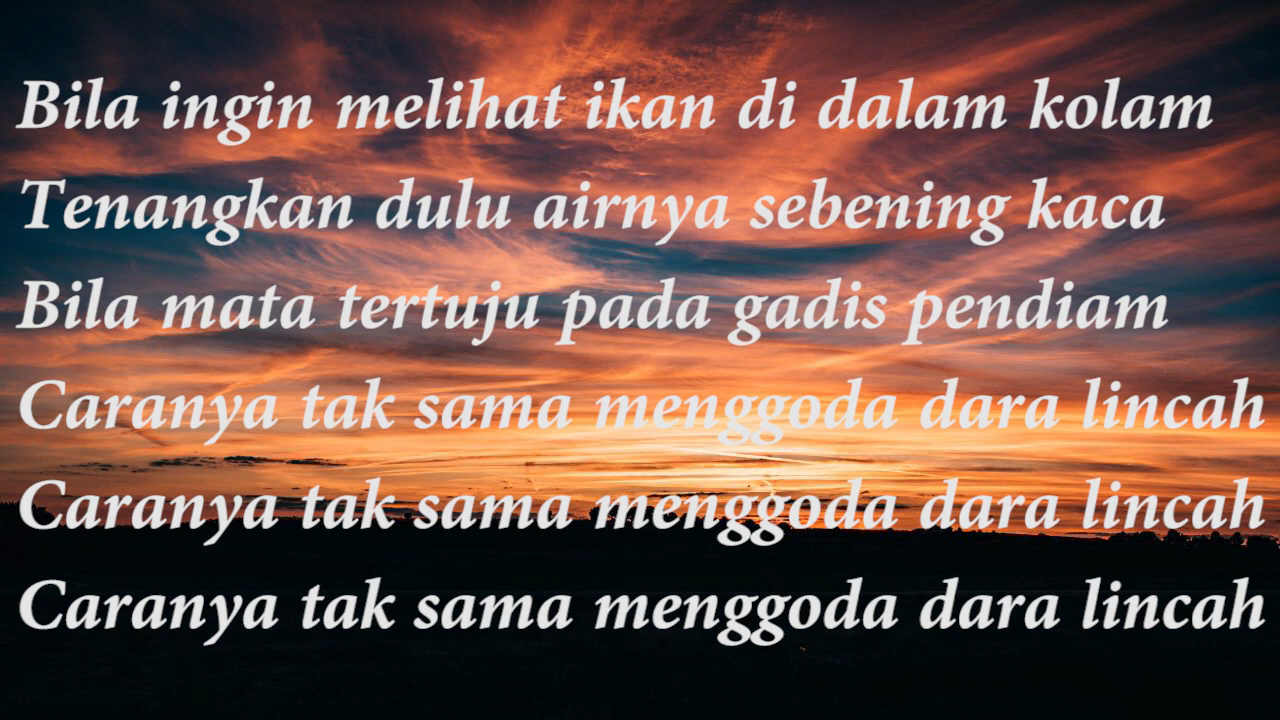 Bila ingin melihat ikan di dalam kolam
Tenangkan dulu airnya sebening kaca
Bila mata tertuju pada gadis pendiam
Caranya tak sama menggoda dara lincah
Caranya tak sama menggoda dara lincah
Caranya tak sama menggoda dara lincah